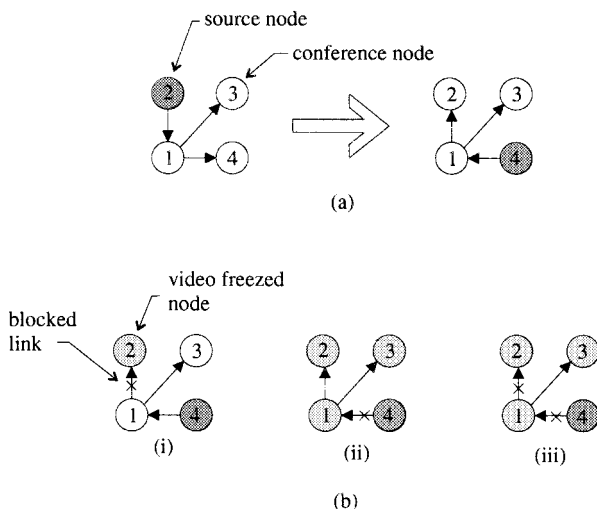 source node
conference node
2 3 2 3
1 4 1 4
(a)
video freezed
node
blocked
link
2 3 2 3 2 3
1 4 1 4 1 4
(i) (ii) (iii)
(b)